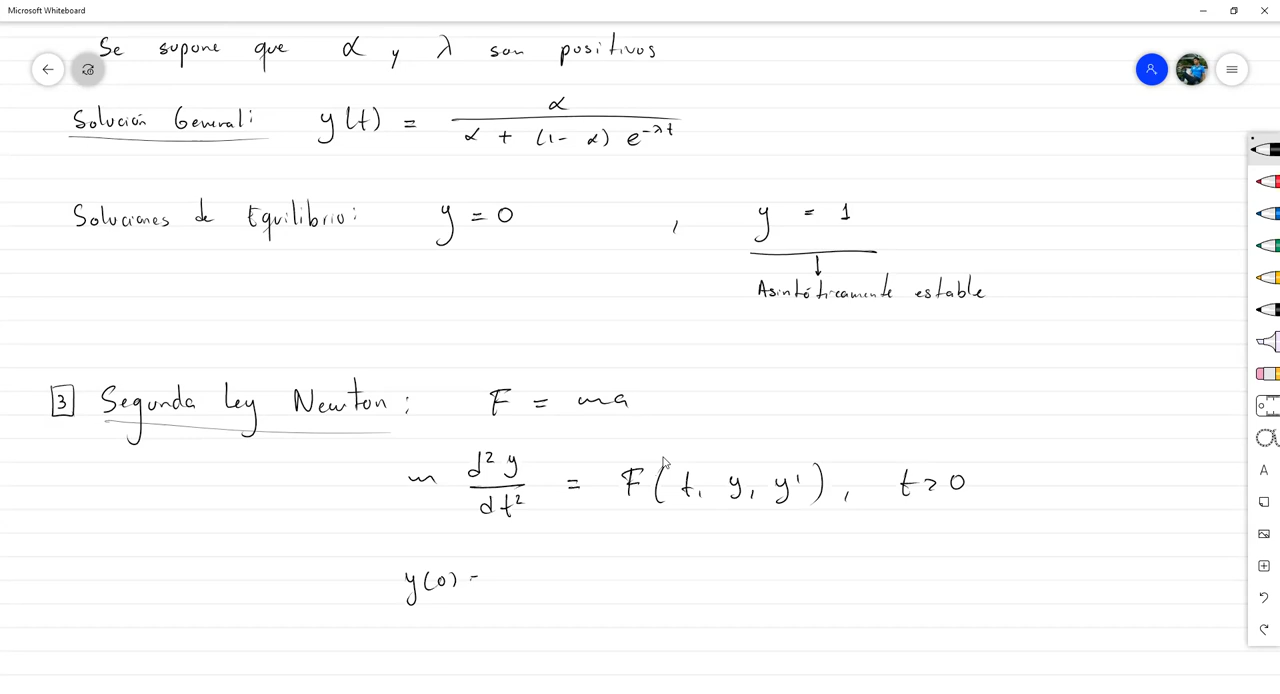 Microsoft Whiteboard
Se supone que α y λ son positivos
Solución General: y(t) = α / (α + (1 - α) e^{-λt})
Soluciones de Equilibrio: y = 0 , y = 1
Asintóticamente estable
3 Segunda Ley Newton: F = ma
m d²y/dt² = F(t, y, y'), t > 0
y(0) =